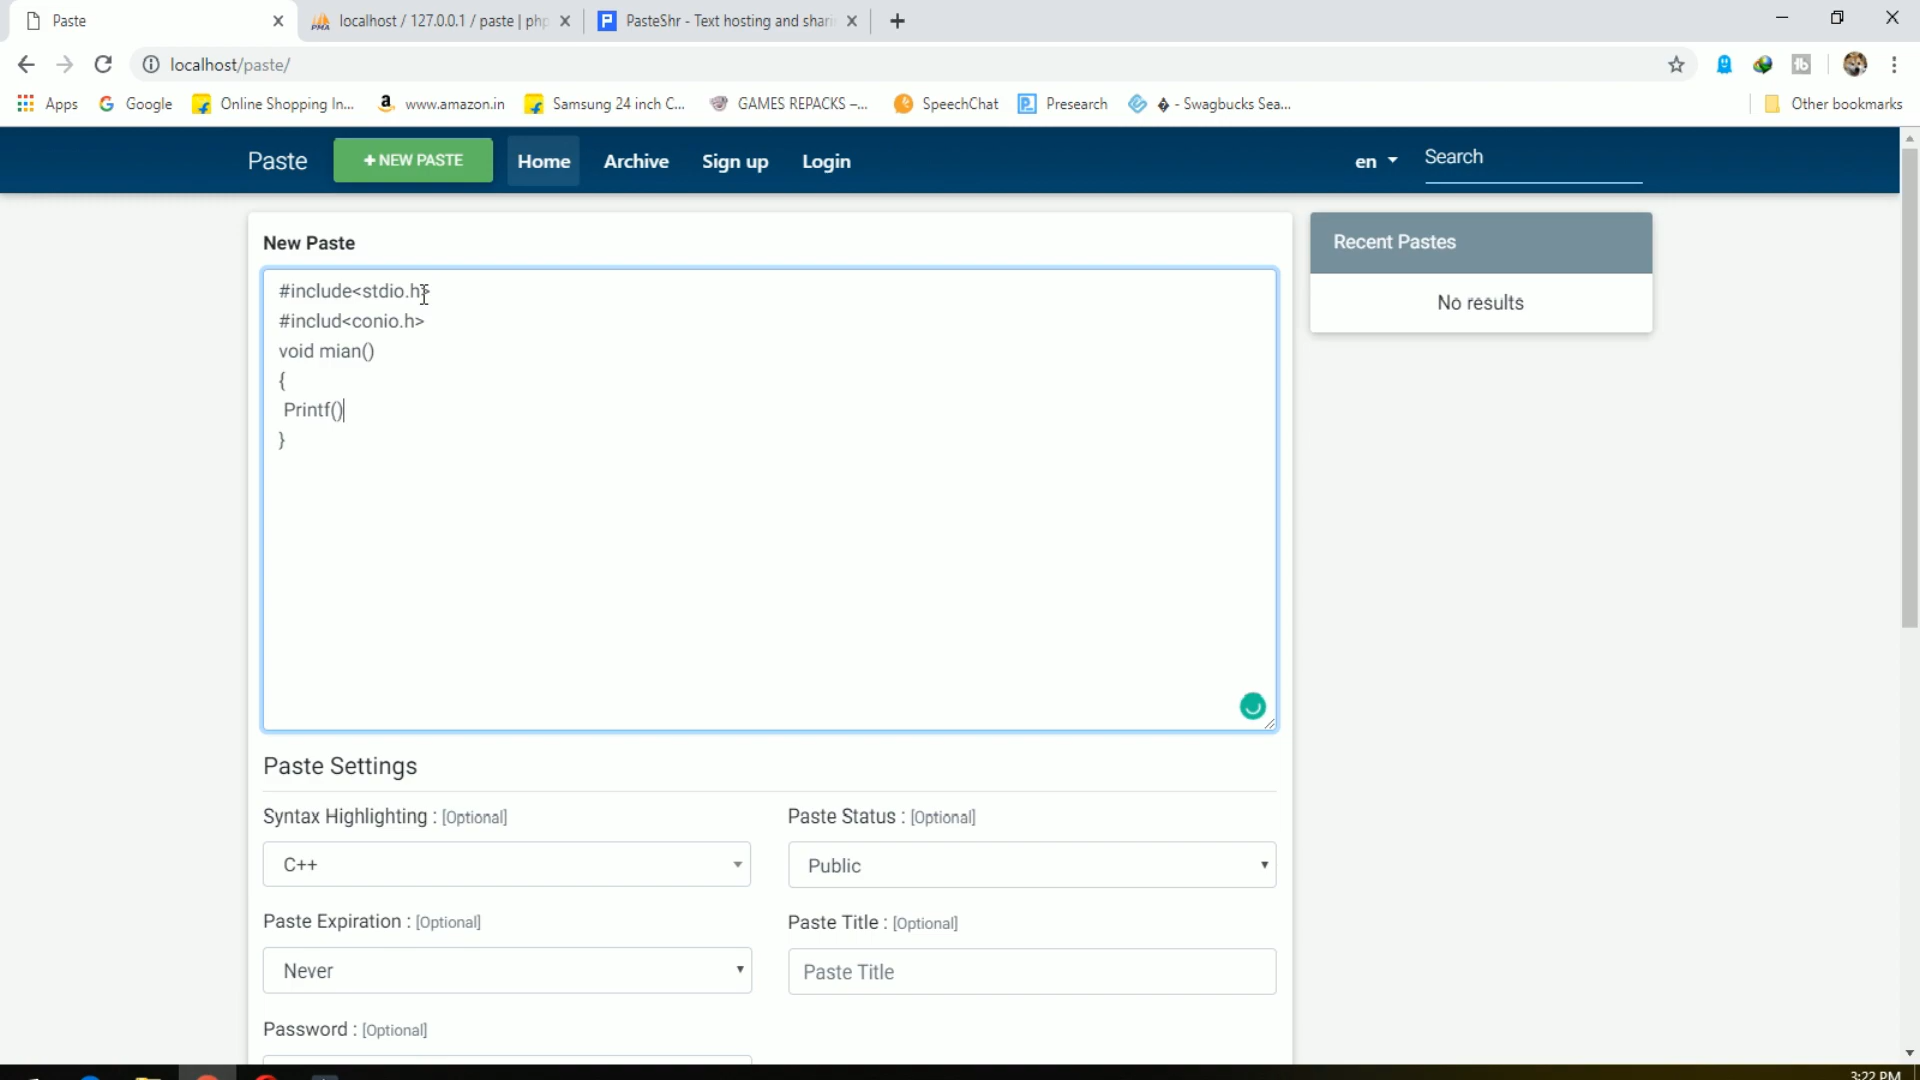 Paste
localhost / 127.0.0.1 / paste | php
PasteShr - Text hosting and shari
localhost/paste/
Apps
Google
Online Shopping In...
www.amazon.in
Samsung 24 inch C...
GAMES REPACKS –...
SpeechChat
Presearch
� - Swagbucks Sea...
Other bookmarks
Paste
+ NEW PASTE
Home
Archive
Sign up
Login
en
Search
New Paste
#include<stdio.h>
#includ<conio.h>
void mian()
{
Printf()
}
Recent Pastes
No results
Paste Settings
Syntax Highlighting : [Optional]
Paste Status : [Optional]
C++
Public
Paste Expiration : [Optional]
Paste Title : [Optional]
Never
Paste Title
Password : [Optional]
3:22 PM